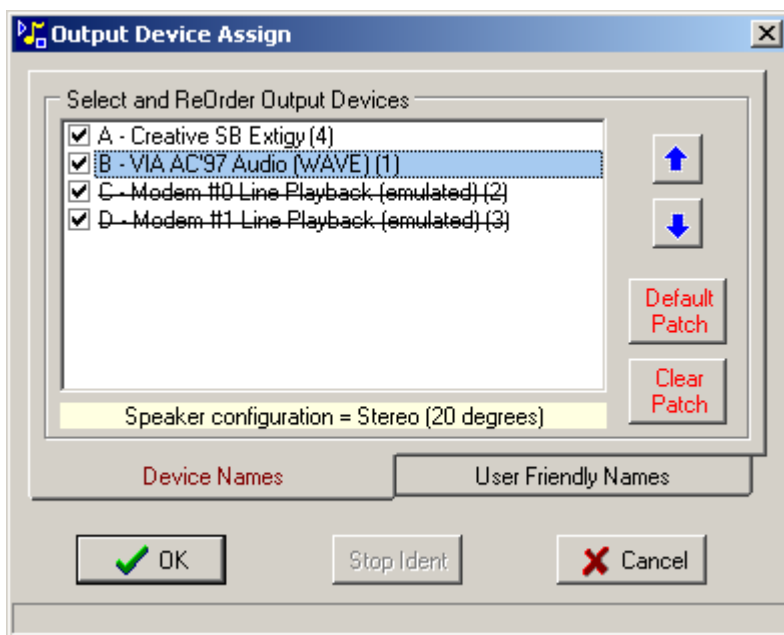 Output Device Assign
Select and ReOrder Output Devices
A - Creative SB Extigy (4)
B - VIA AC'97 Audio (WAVE) (1)
C - Modem #0 Line Playback (emulated) (2)
D - Modem #1 Line Playback (emulated) (3)
Default
Patch
Clear
Patch
Speaker configuration = Stereo (20 degrees)
Device Names
User Friendly Names
OK
Stop Ident
Cancel